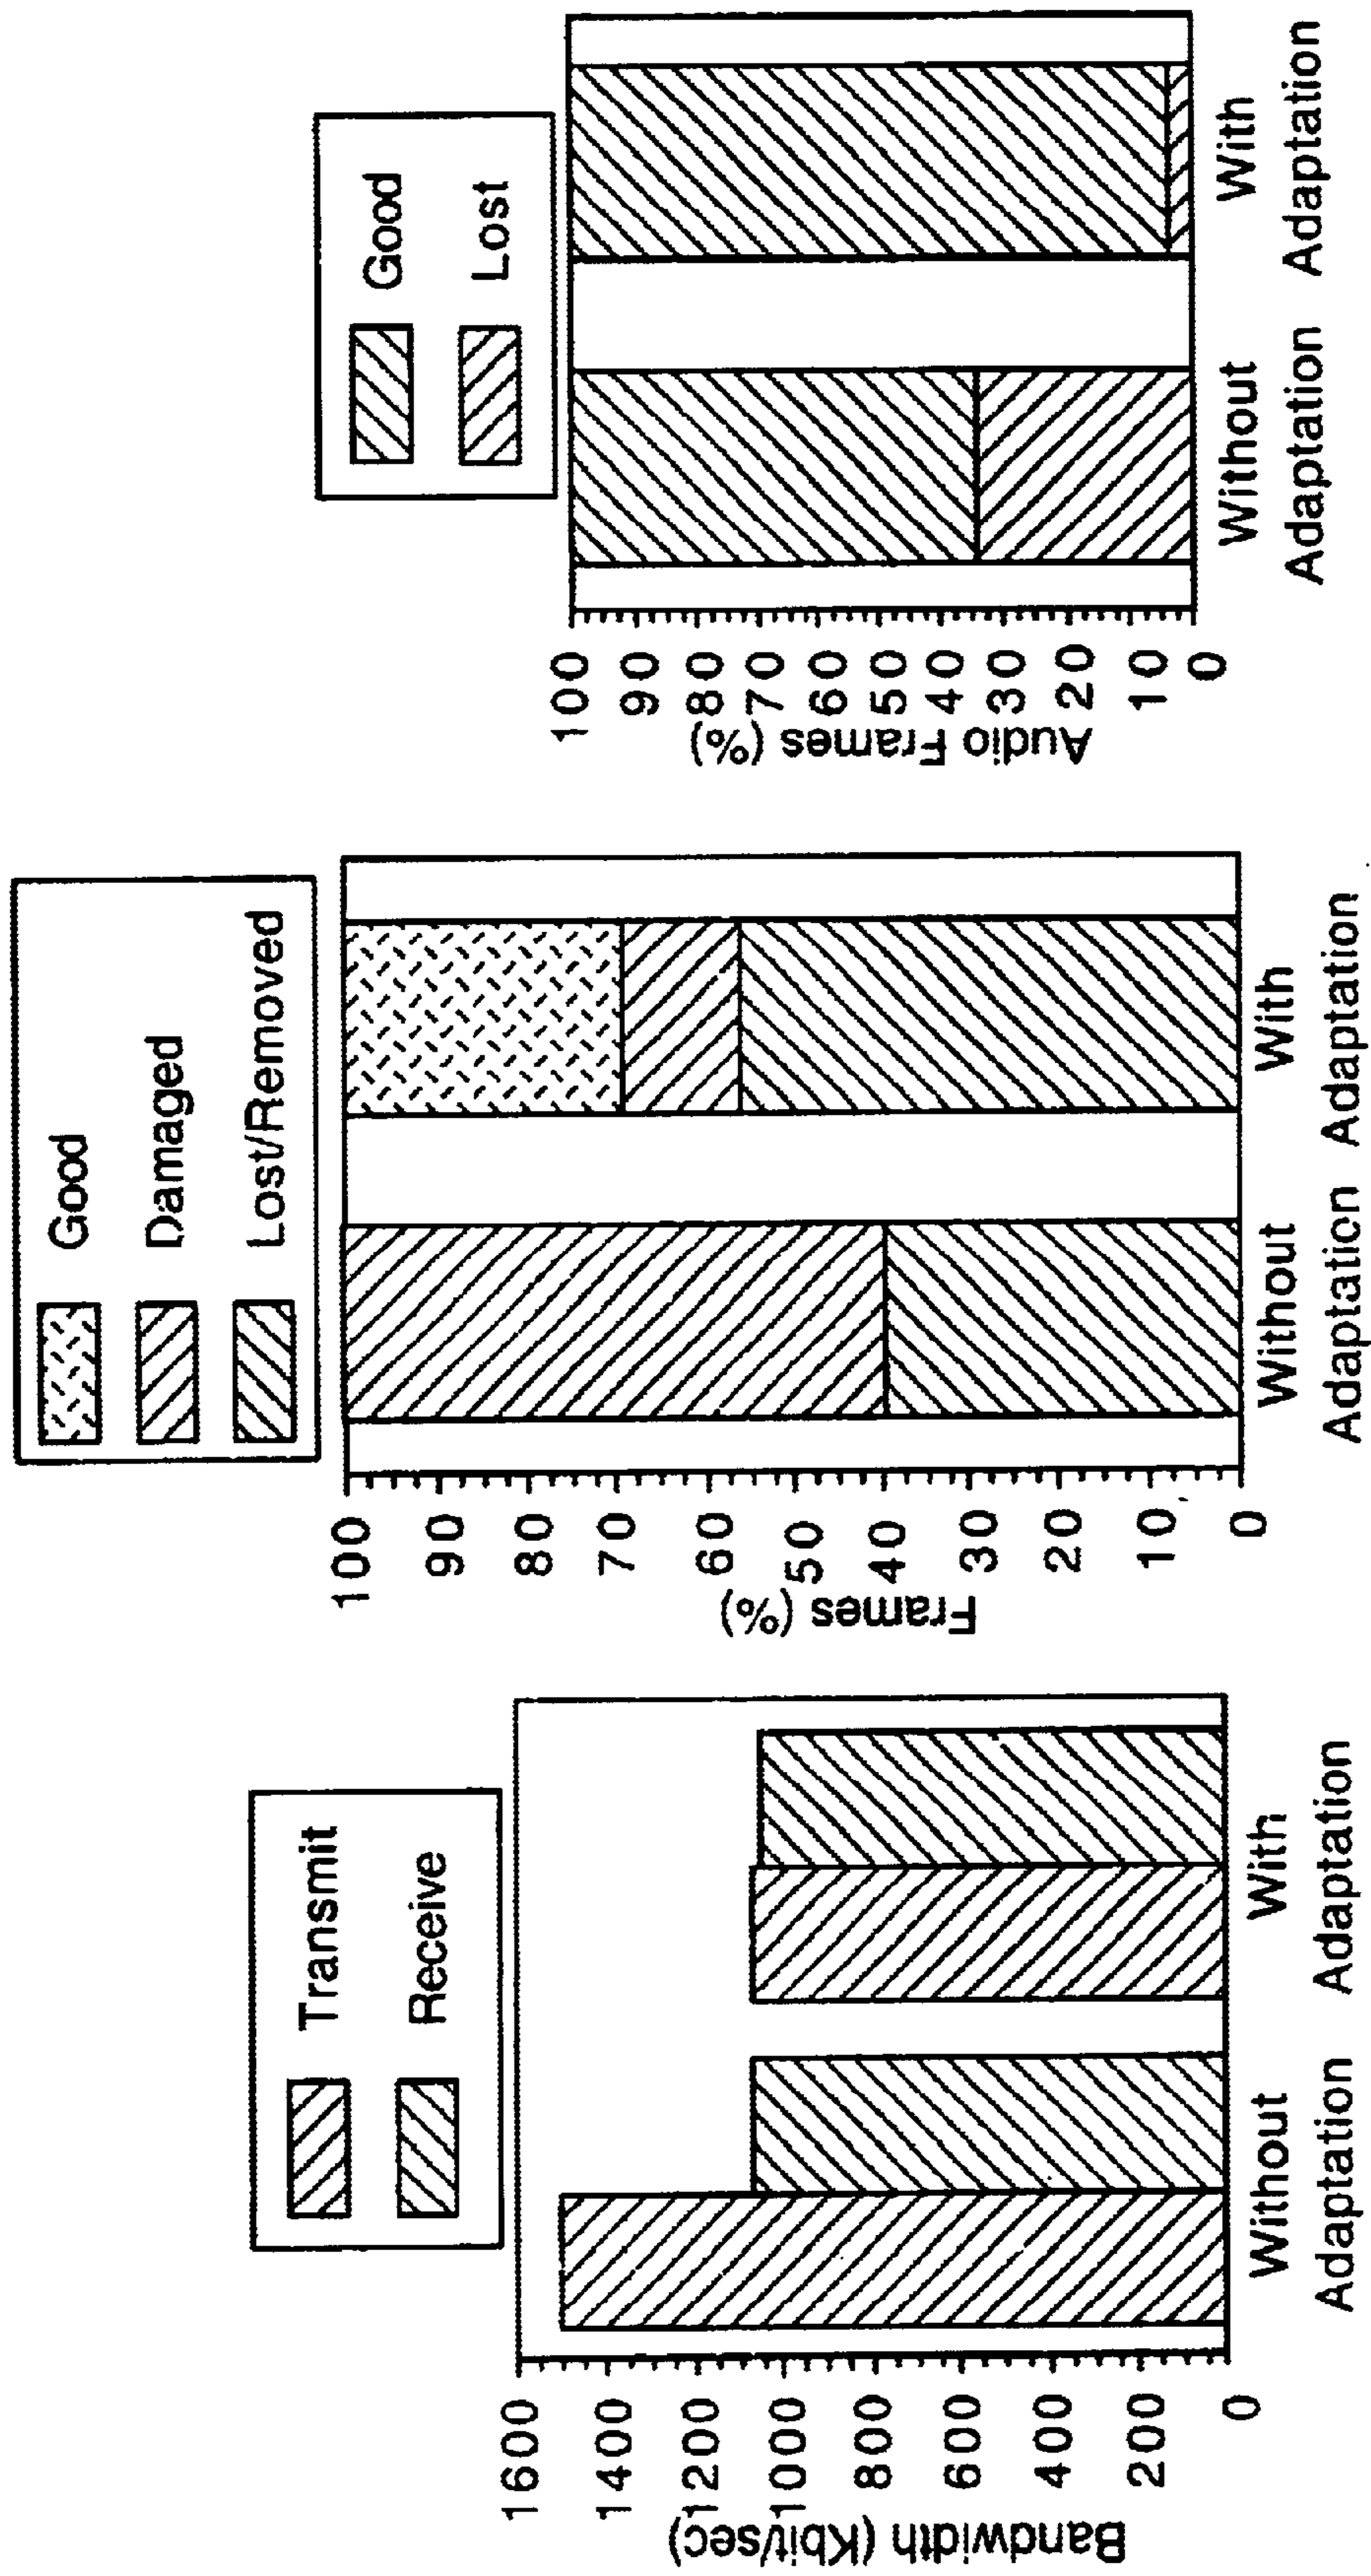 Transmit
Receive
Bandwidth (Kbit/sec)
1600
1400
1200
1000
800
600
400
200
0
Without
Adaptation
With
Adaptation
Good
Damaged
Lost/Removed
Frames (%)
100
90
80
70
60
50
40
30
20
10
0
Without
Adaptation
With
Adaptation
Good
Lost
Audio Frames (%)
100
90
80
70
60
50
40
30
20
10
0
Without
Adaptation
With
Adaptation